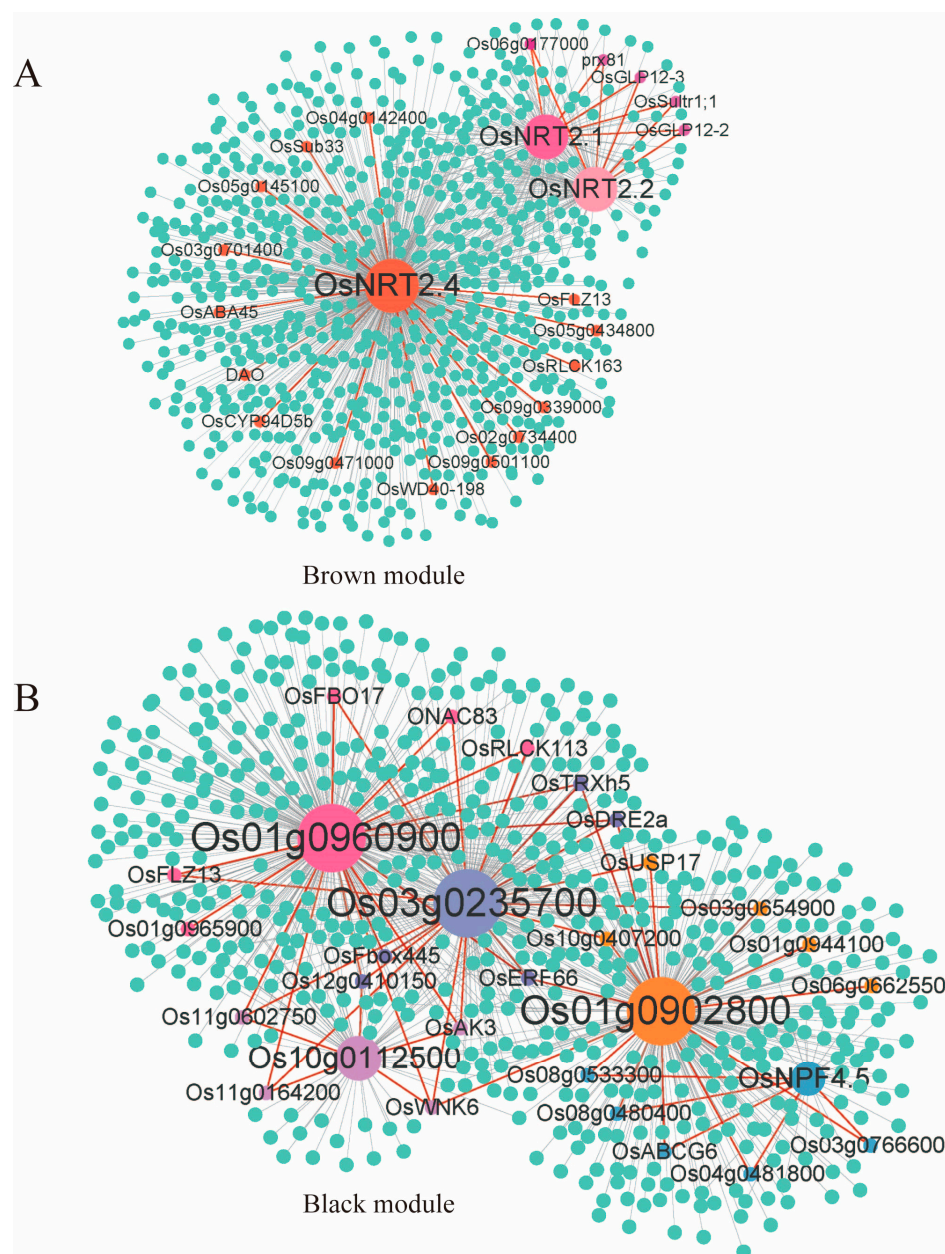 A
Os06g0177000
prx81
OsGLP12-3
OsSultr1;1
OsGLP12-2
OsNRT2.1
OsNRT2.2
Os04g0142400
OsSub33
Os05g0145100
Os03g0701400
OsNRT2.4
OsABA45
OsFLZ13
Os05g0434800
OsRLCK163
DAO
Os09g0339000
OsCYP94D5b
Os02g0734400
Os09g0471000
Os09g0501100
OsWD40-198
Brown module
B
OsFBO17
ONAC83
OsRLCK113
OsTRXh5
OsDRE2a
Os01g0960900
OsUSP17
OsFLZ13
Os03g0235700
Os03g0654900
Os01g0965900
Os10g0407200
Os01g0944100
OsFbox445
Os12g0410150
OsERF66
Os06g0662550
Os01g0902800
Os11g0602750
OsAK3
Os10g0112500
Os08g0533300
OsNPF4.5
Os11g0164200
OsWNK6
Os08g0480400
OsABCG6
Os03g0766600
Os04g0481800
Black module